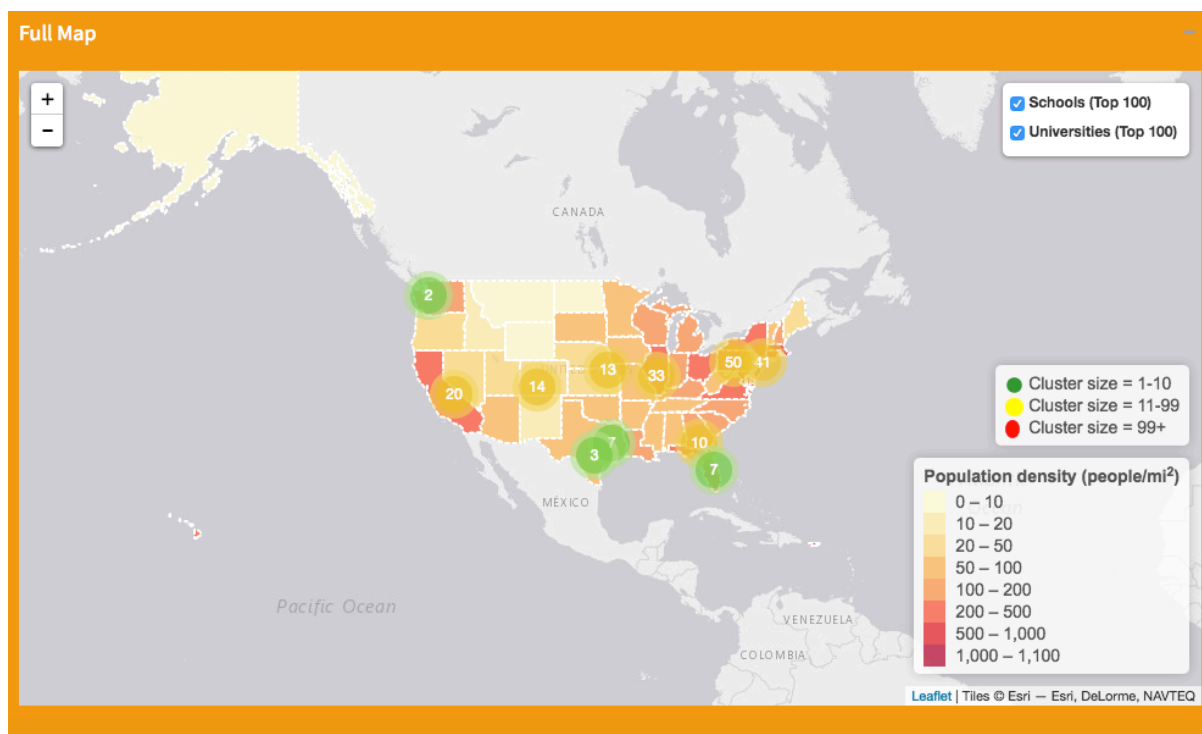 Full Map
+
−
Schools (Top 100)
Universities (Top 100)
CANADA
2
50
41
13
33
14
20
10
7
3
7
MÉXICO
Cluster size = 1-10
Cluster size = 11-99
Cluster size = 99+
Population density (people/mi²)
0 – 10
10 – 20
20 – 50
50 – 100
100 – 200
200 – 500
500 – 1,000
1,000 – 1,100
Pacific Ocean
VENEZUELA
COLOMBIA
Leaflet | Tiles © Esri — Esri, DeLorme, NAVTEQ